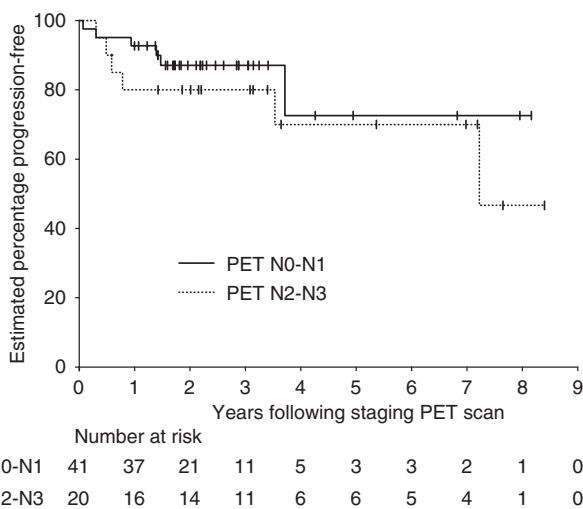 Estimated percentage progression-free
100
80
60
40
20
0
PET N0-N1
PET N2-N3
0 1 2 3 4 5 6 7 8 9
Years following staging PET scan
Number at risk
0-N1 41 37 21 11 5 3 3 2 1 0
2-N3 20 16 14 11 6 6 5 4 1 0